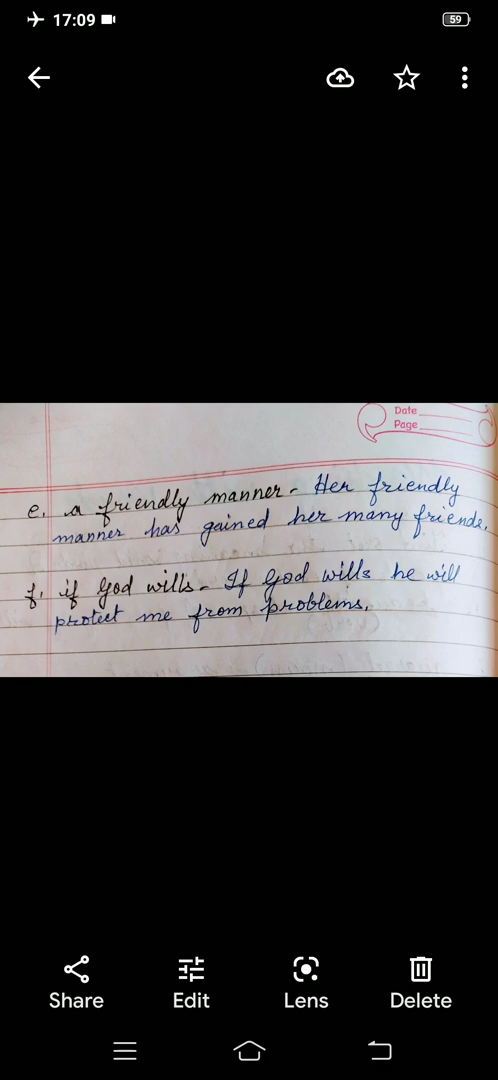 17:09
59
Date
Page
e. a friendly manner - Her friendly
manner has gained her many friends.
f. if God wills - If God wills he will
protect me from problems.
Share Edit Lens Delete